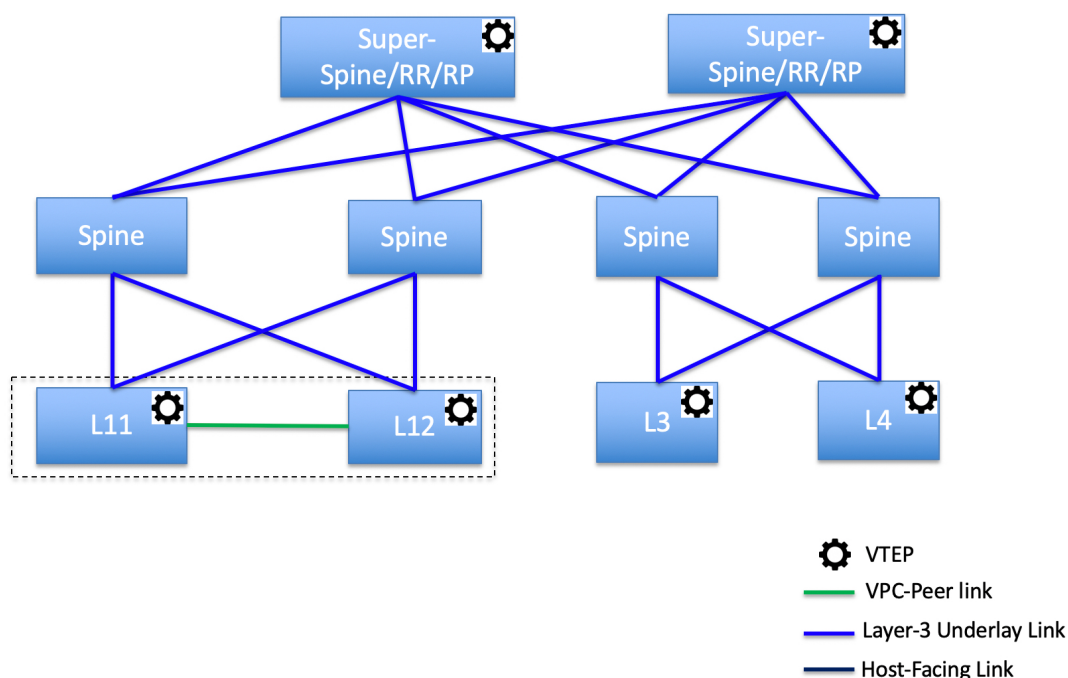 Super-
Spine/RR/RP
Super-
Spine/RR/RP
Spine
Spine
Spine
Spine
L11
L12
L3
L4
VTEP
VPC-Peer link
Layer-3 Underlay Link
Host-Facing Link